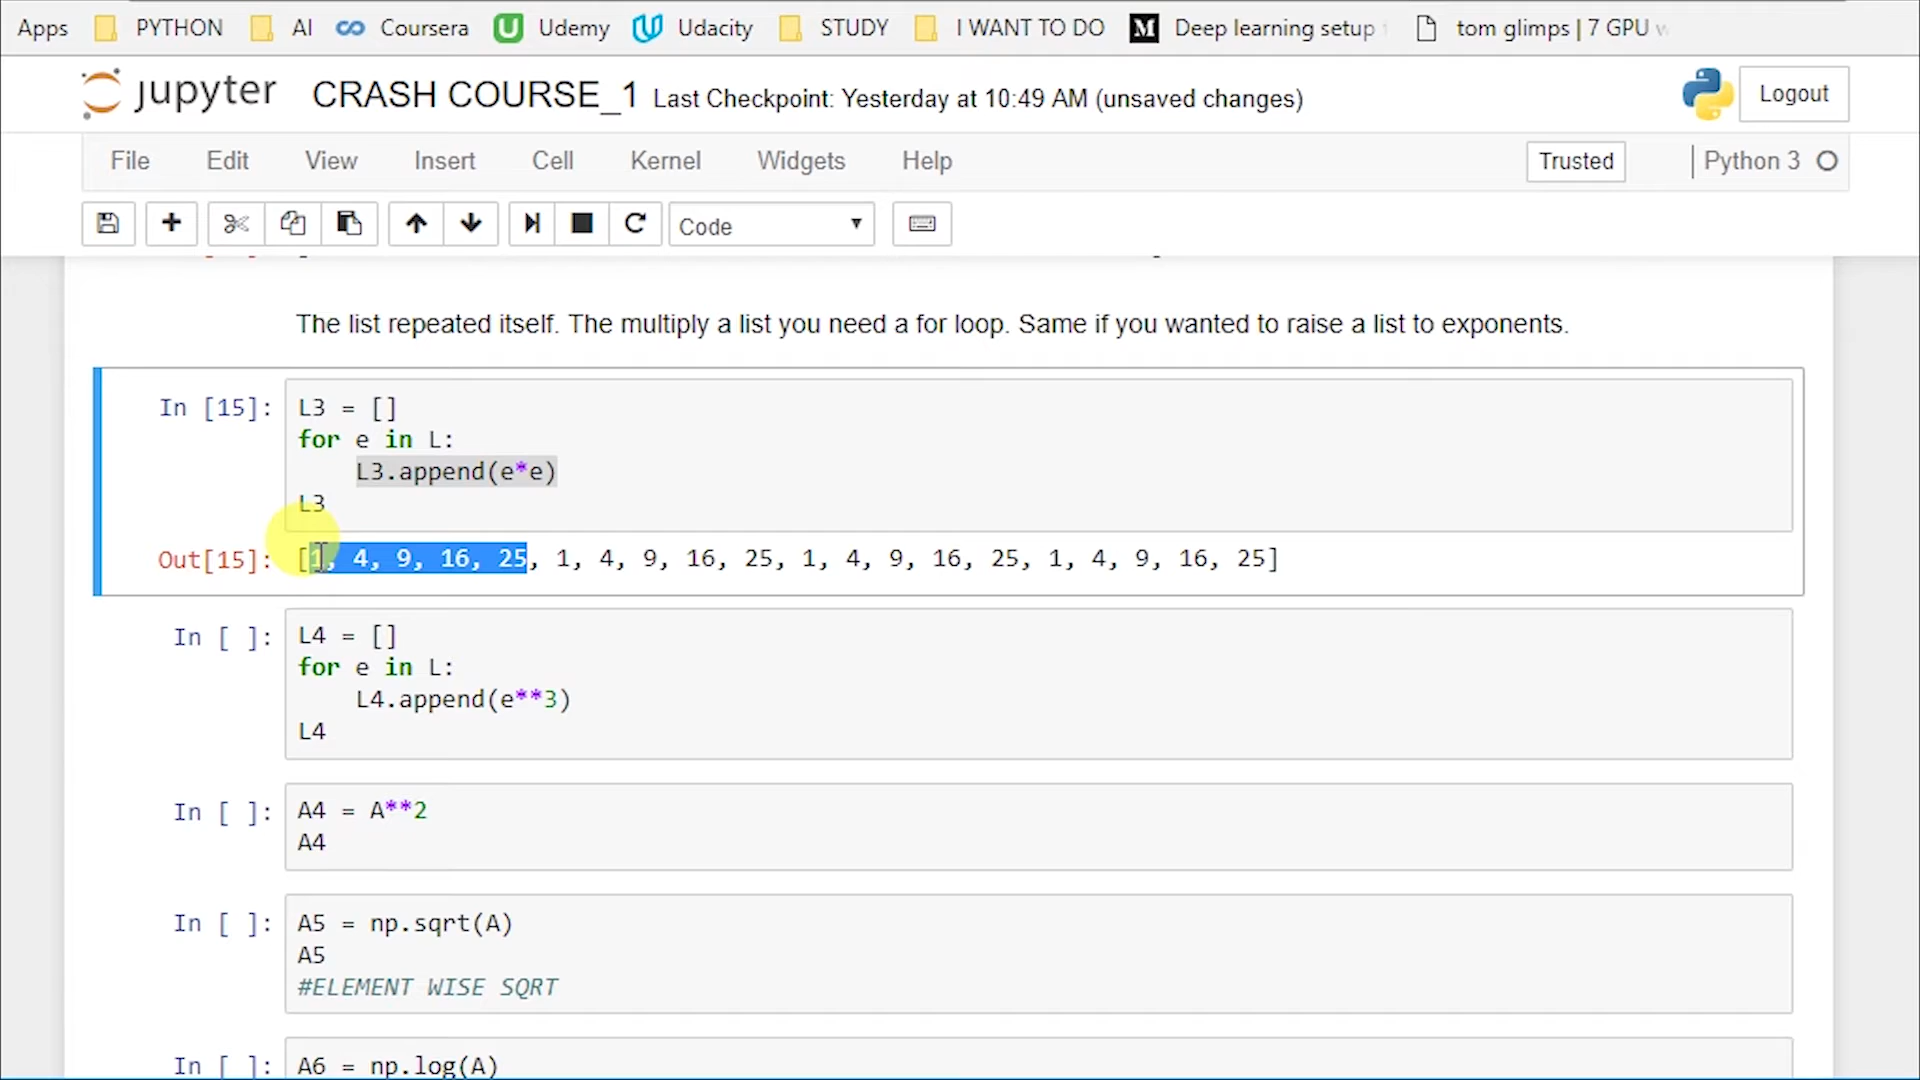 Apps PYTHON AI Coursera Udemy Udacity STUDY I WANT TO DO M Deep learning setup tom glimps | 7 GPU w
jupyter CRASH COURSE_1 Last Checkpoint: Yesterday at 10:49 AM (unsaved changes) Logout
File Edit View Insert Cell Kernel Widgets Help Trusted Python 3
Code
The list repeated itself. The multiply a list you need a for loop. Same if you wanted to raise a list to exponents.
In [15]: L3 = []
for e in L:
    L3.append(e*e)
L3
Out[15]: [1, 4, 9, 16, 25, 1, 4, 9, 16, 25, 1, 4, 9, 16, 25, 1, 4, 9, 16, 25]
In [ ]: L4 = []
for e in L:
    L4.append(e**3)
L4
In [ ]: A4 = A**2
A4
In [ ]: A5 = np.sqrt(A)
A5
#ELEMENT WISE SQRT
In [ ]: A6 = np.log(A)